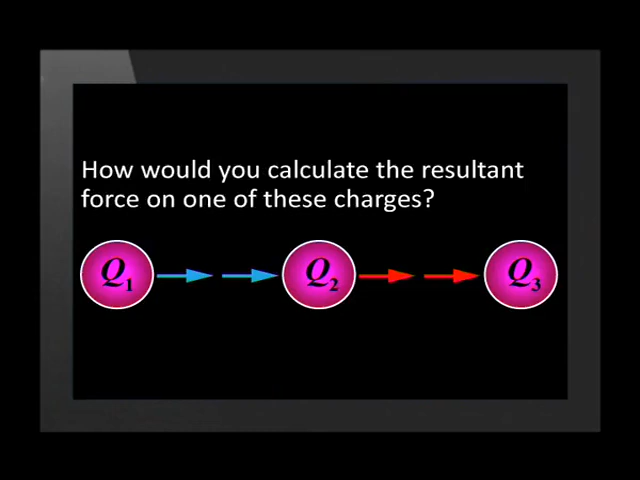 How would you calculate the resultant
force on one of these charges?
Q1 Q2 Q3